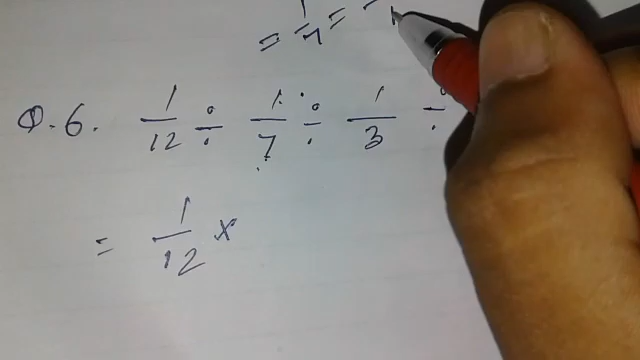 = 1/7 =
Q.6. 1/12 ÷ 1/7 ÷ 1/3 ÷
= 1/12 ×